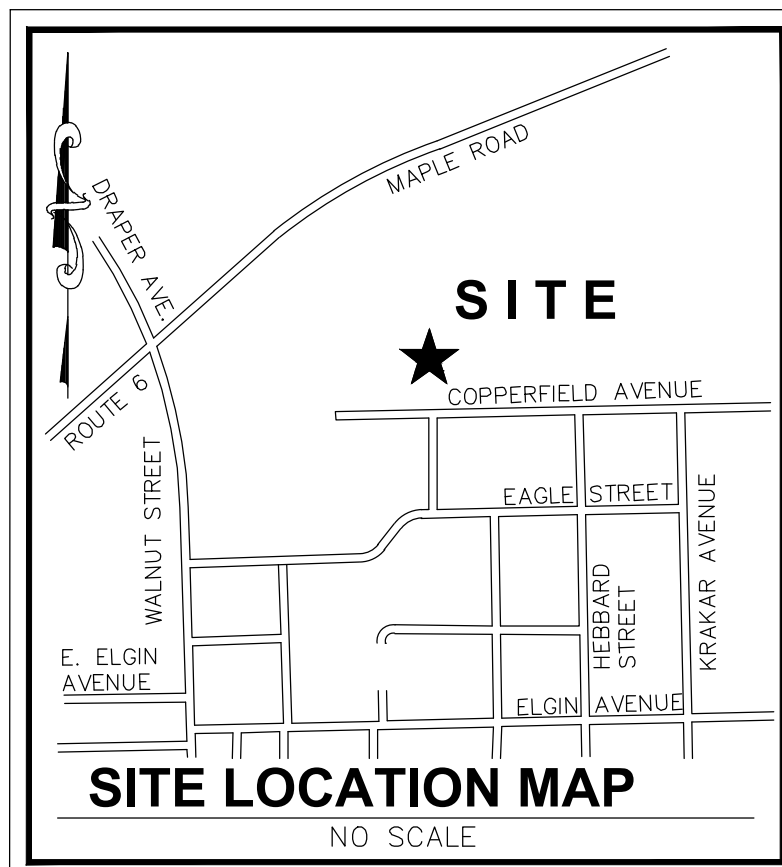 DRAPER AVE.
MAPLE ROAD
SITE
ROUTE 6
COPPERFIELD AVENUE
WALNUT STREET
EAGLE STREET
KRAKAR AVENUE
HEBBARD
STREET
E. ELGIN
AVENUE
ELGIN AVENUE
SITE LOCATION MAP
NO SCALE